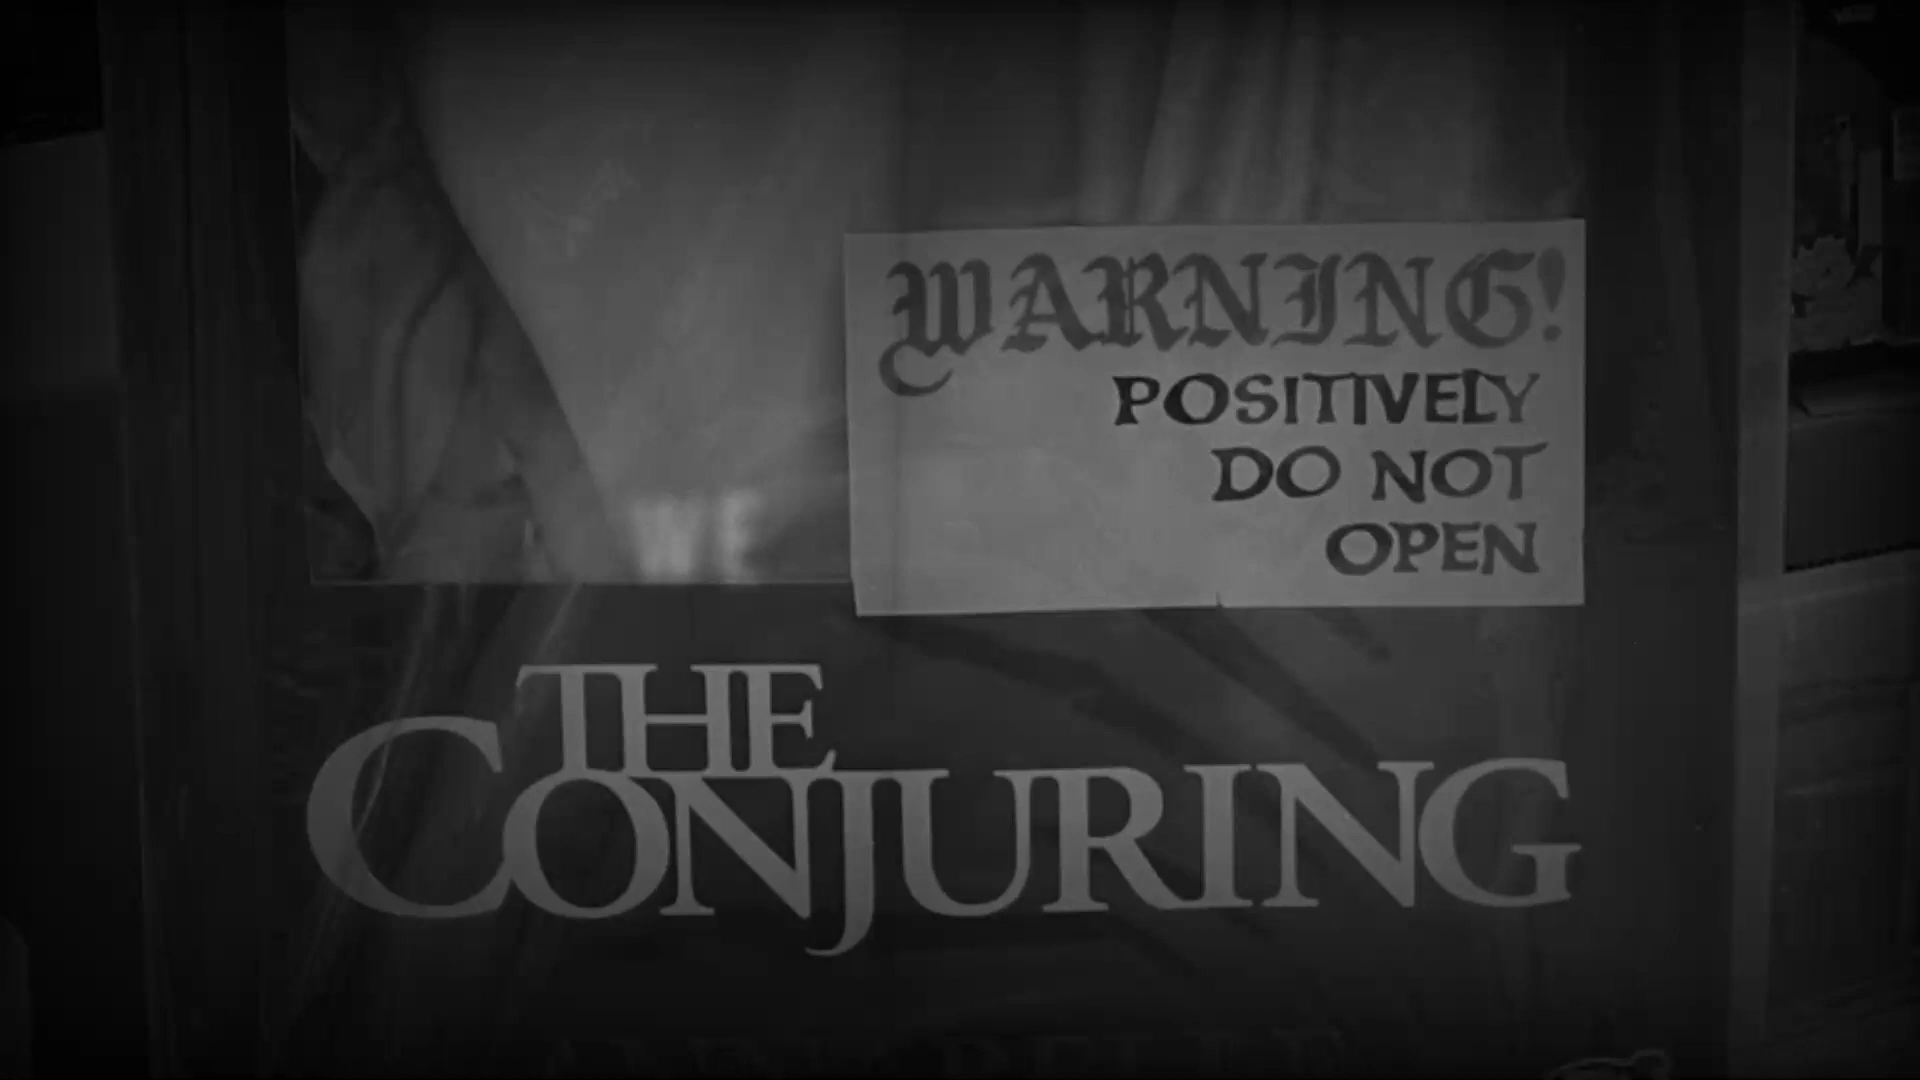 WARNING!
POSITIVELY
DO NOT
OPEN
THE
CONJURING